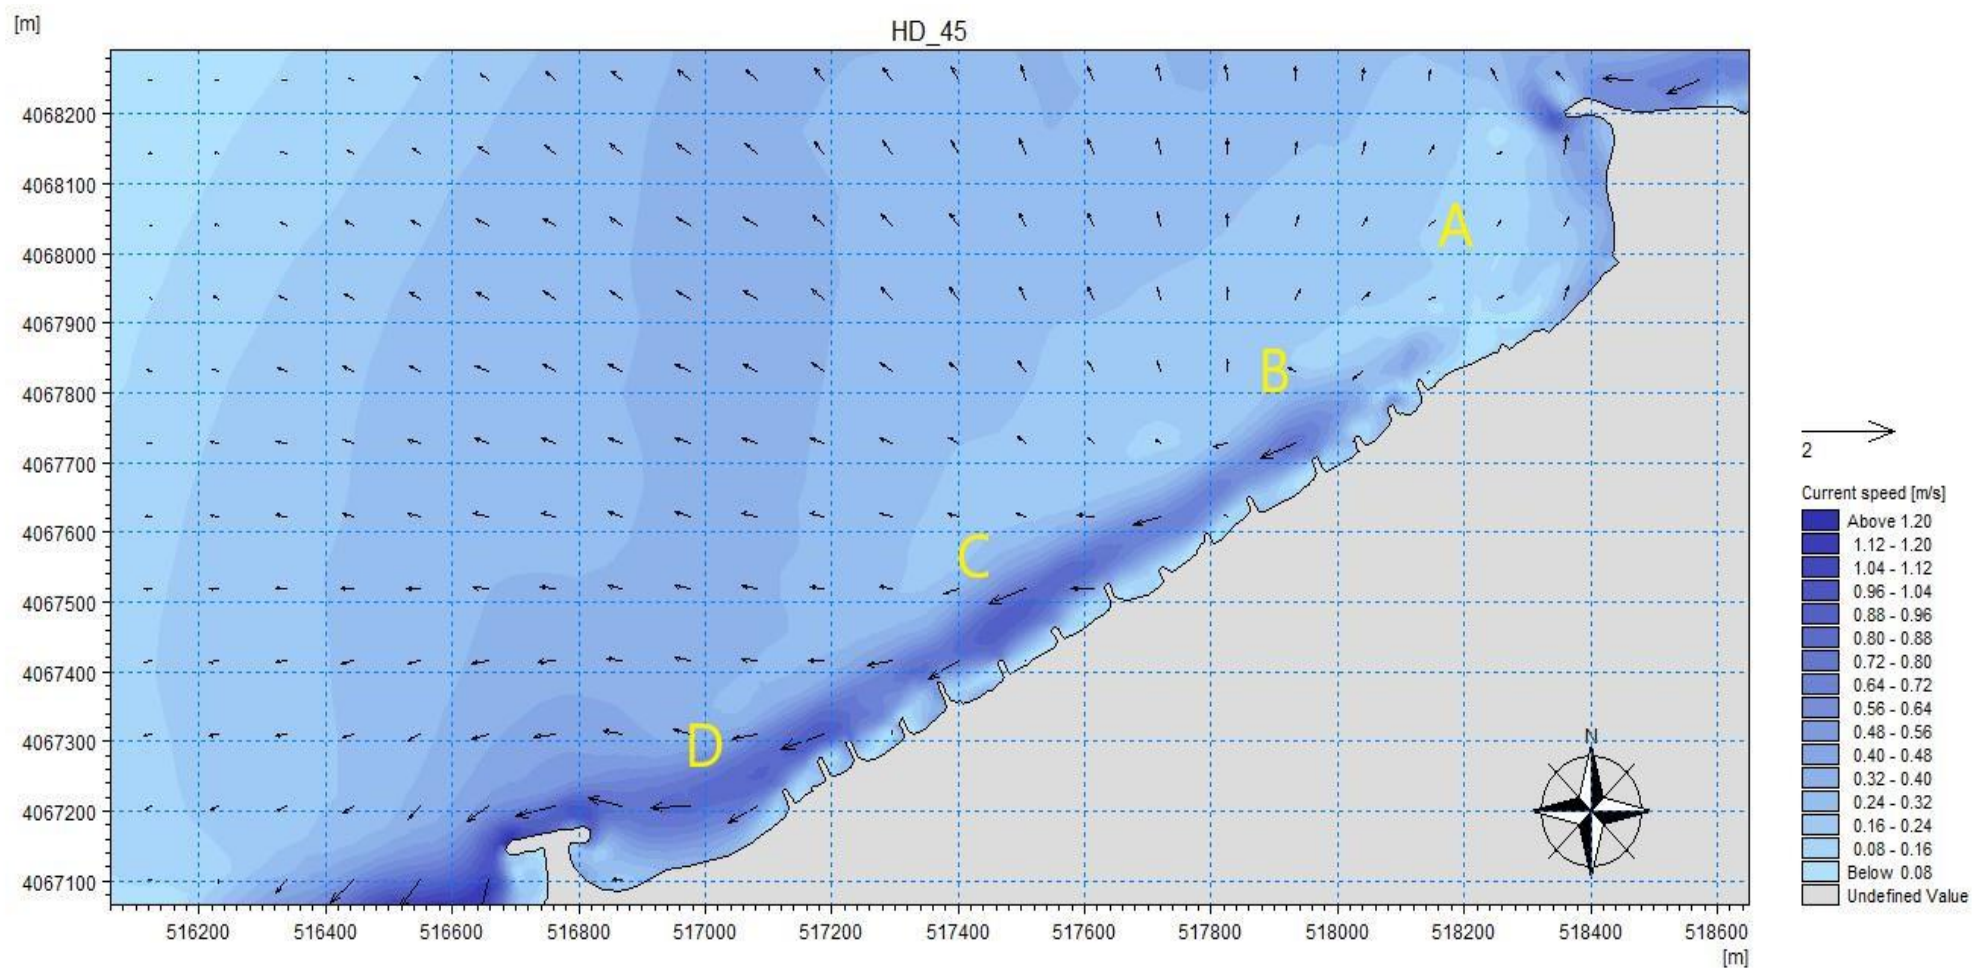 [m]
HD_45
4068200
4068100
4068000
4067900
4067800
4067700
4067600
4067500
4067400
4067300
4067200
4067100
A
B
C
D
N
516200 516400 516600 516800 517000 517200 517400 517600 517800 518000 518200 518400 518600
[m]
2
Current speed [m/s]
Above 1.20
1.12 - 1.20
1.04 - 1.12
0.96 - 1.04
0.88 - 0.96
0.80 - 0.88
0.72 - 0.80
0.64 - 0.72
0.56 - 0.64
0.48 - 0.56
0.40 - 0.48
0.32 - 0.40
0.24 - 0.32
0.16 - 0.24
0.08 - 0.16
Below 0.08
Undefined Value